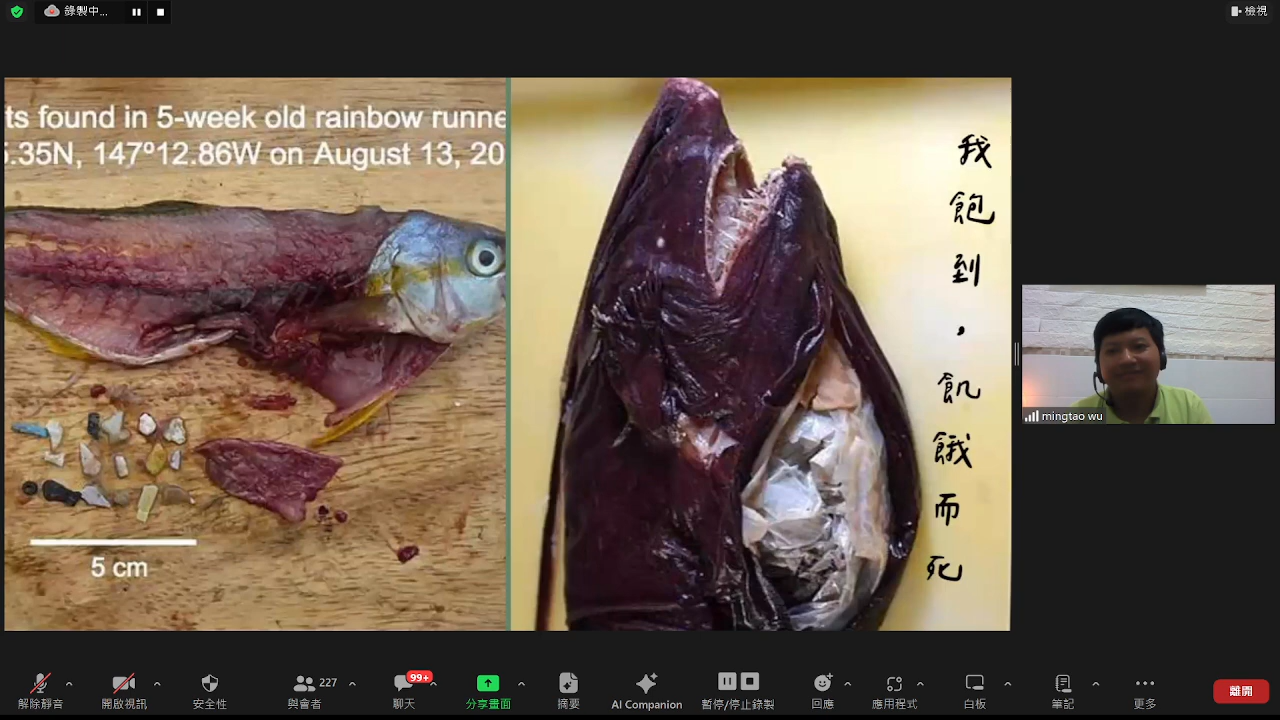 錄製中...
檢視
ts found in 5-week old rainbow runne
5.35N, 147º12.86W on August 13, 20
5 cm
我飽到，飢餓而死
mingtao wu
解除靜音
開啟視訊
安全性
227
與會者
99+
聊天
分享畫面
摘要
AI Companion
暫停/停止錄製
回應
應用程式
白板
筆記
更多
離開